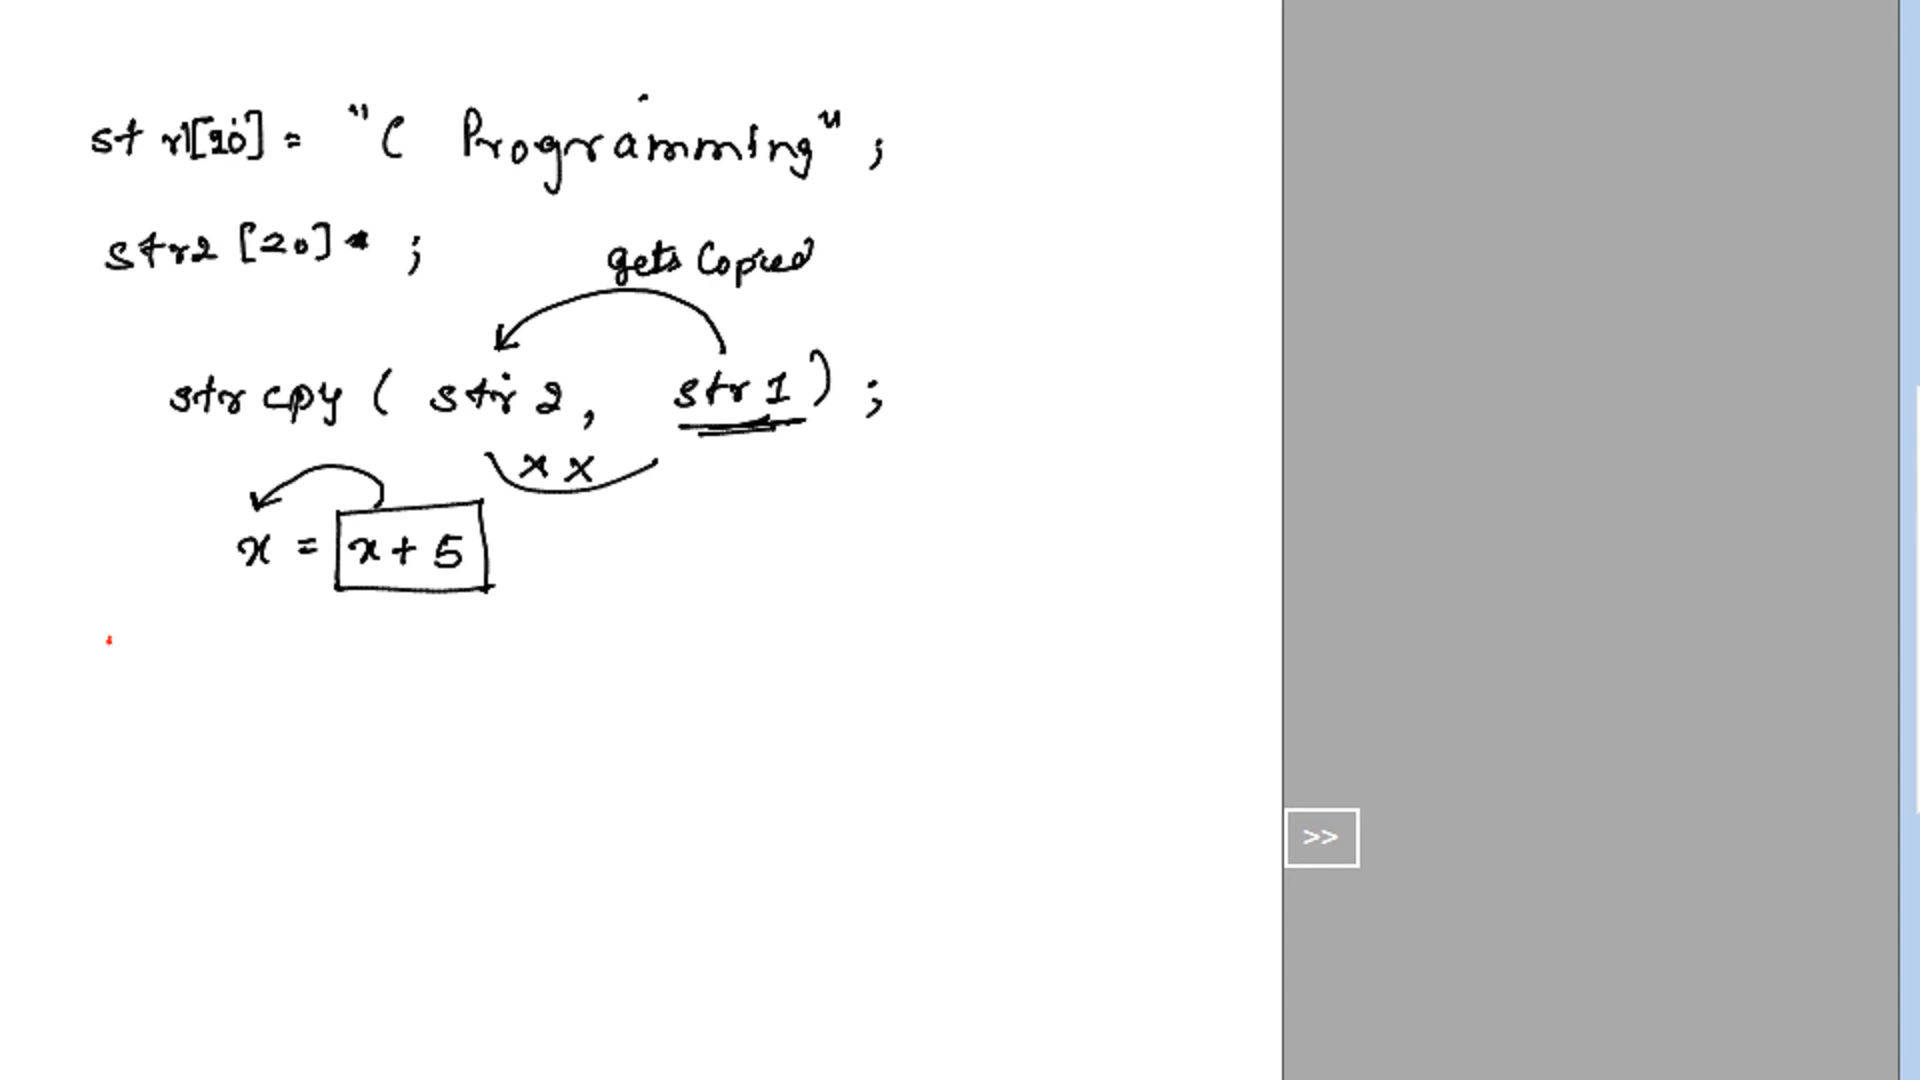 str1[20] = "C Programming";
str2 [20] ;
gets Copied
strcpy ( str2, str1 ) ;
x x
x = x + 5
>>